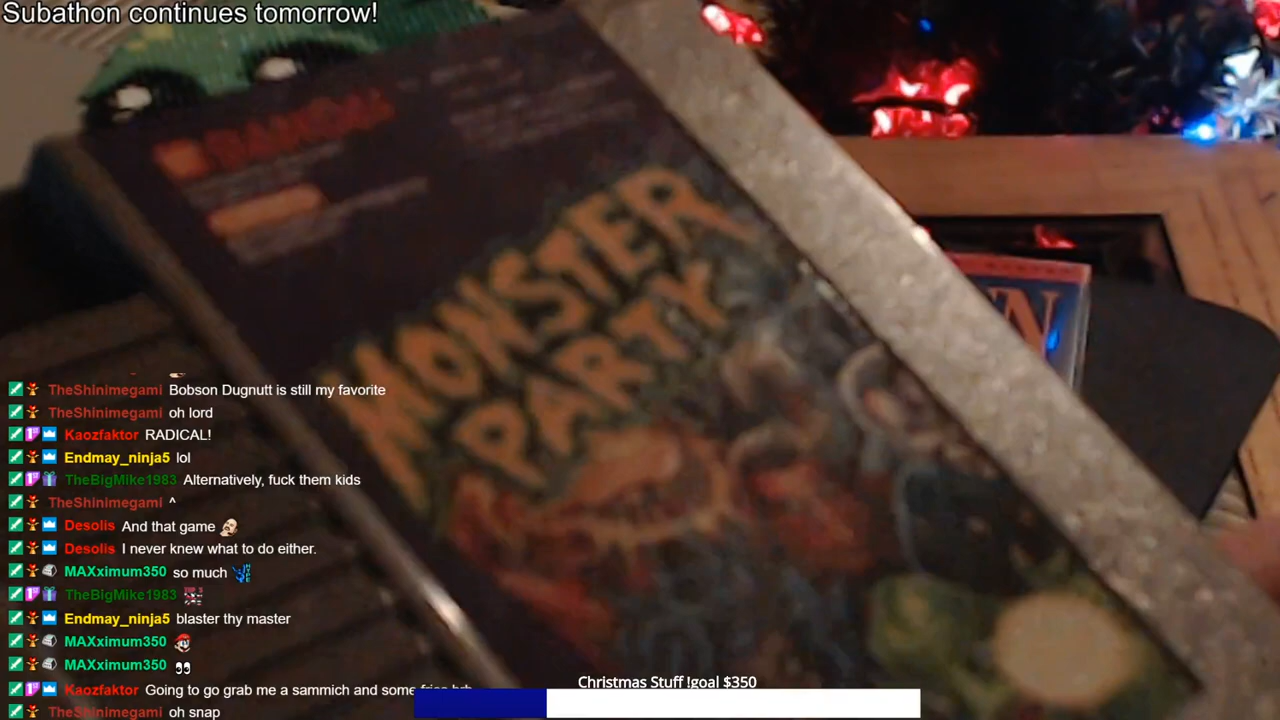 Subathon continues tomorrow!
BANDAI
MONSTER
PARTY
TheShinimegami Bobson Dugnutt is still my favorite
TheShinimegami oh lord
Kaozfaktor RADICAL!
Endmay_ninja5 lol
TheBigMike1983 Alternatively, fuck them kids
TheShinimegami ^
Desolis And that game
Desolis I never knew what to do either.
MAXximum350 so much
TheBigMike1983
Endmay_ninja5 blaster thy master
MAXximum350
MAXximum350
Kaozfaktor Going to go grab me a sammich and some fries brb
TheShinimegami oh snap
Christmas Stuff !goal $350